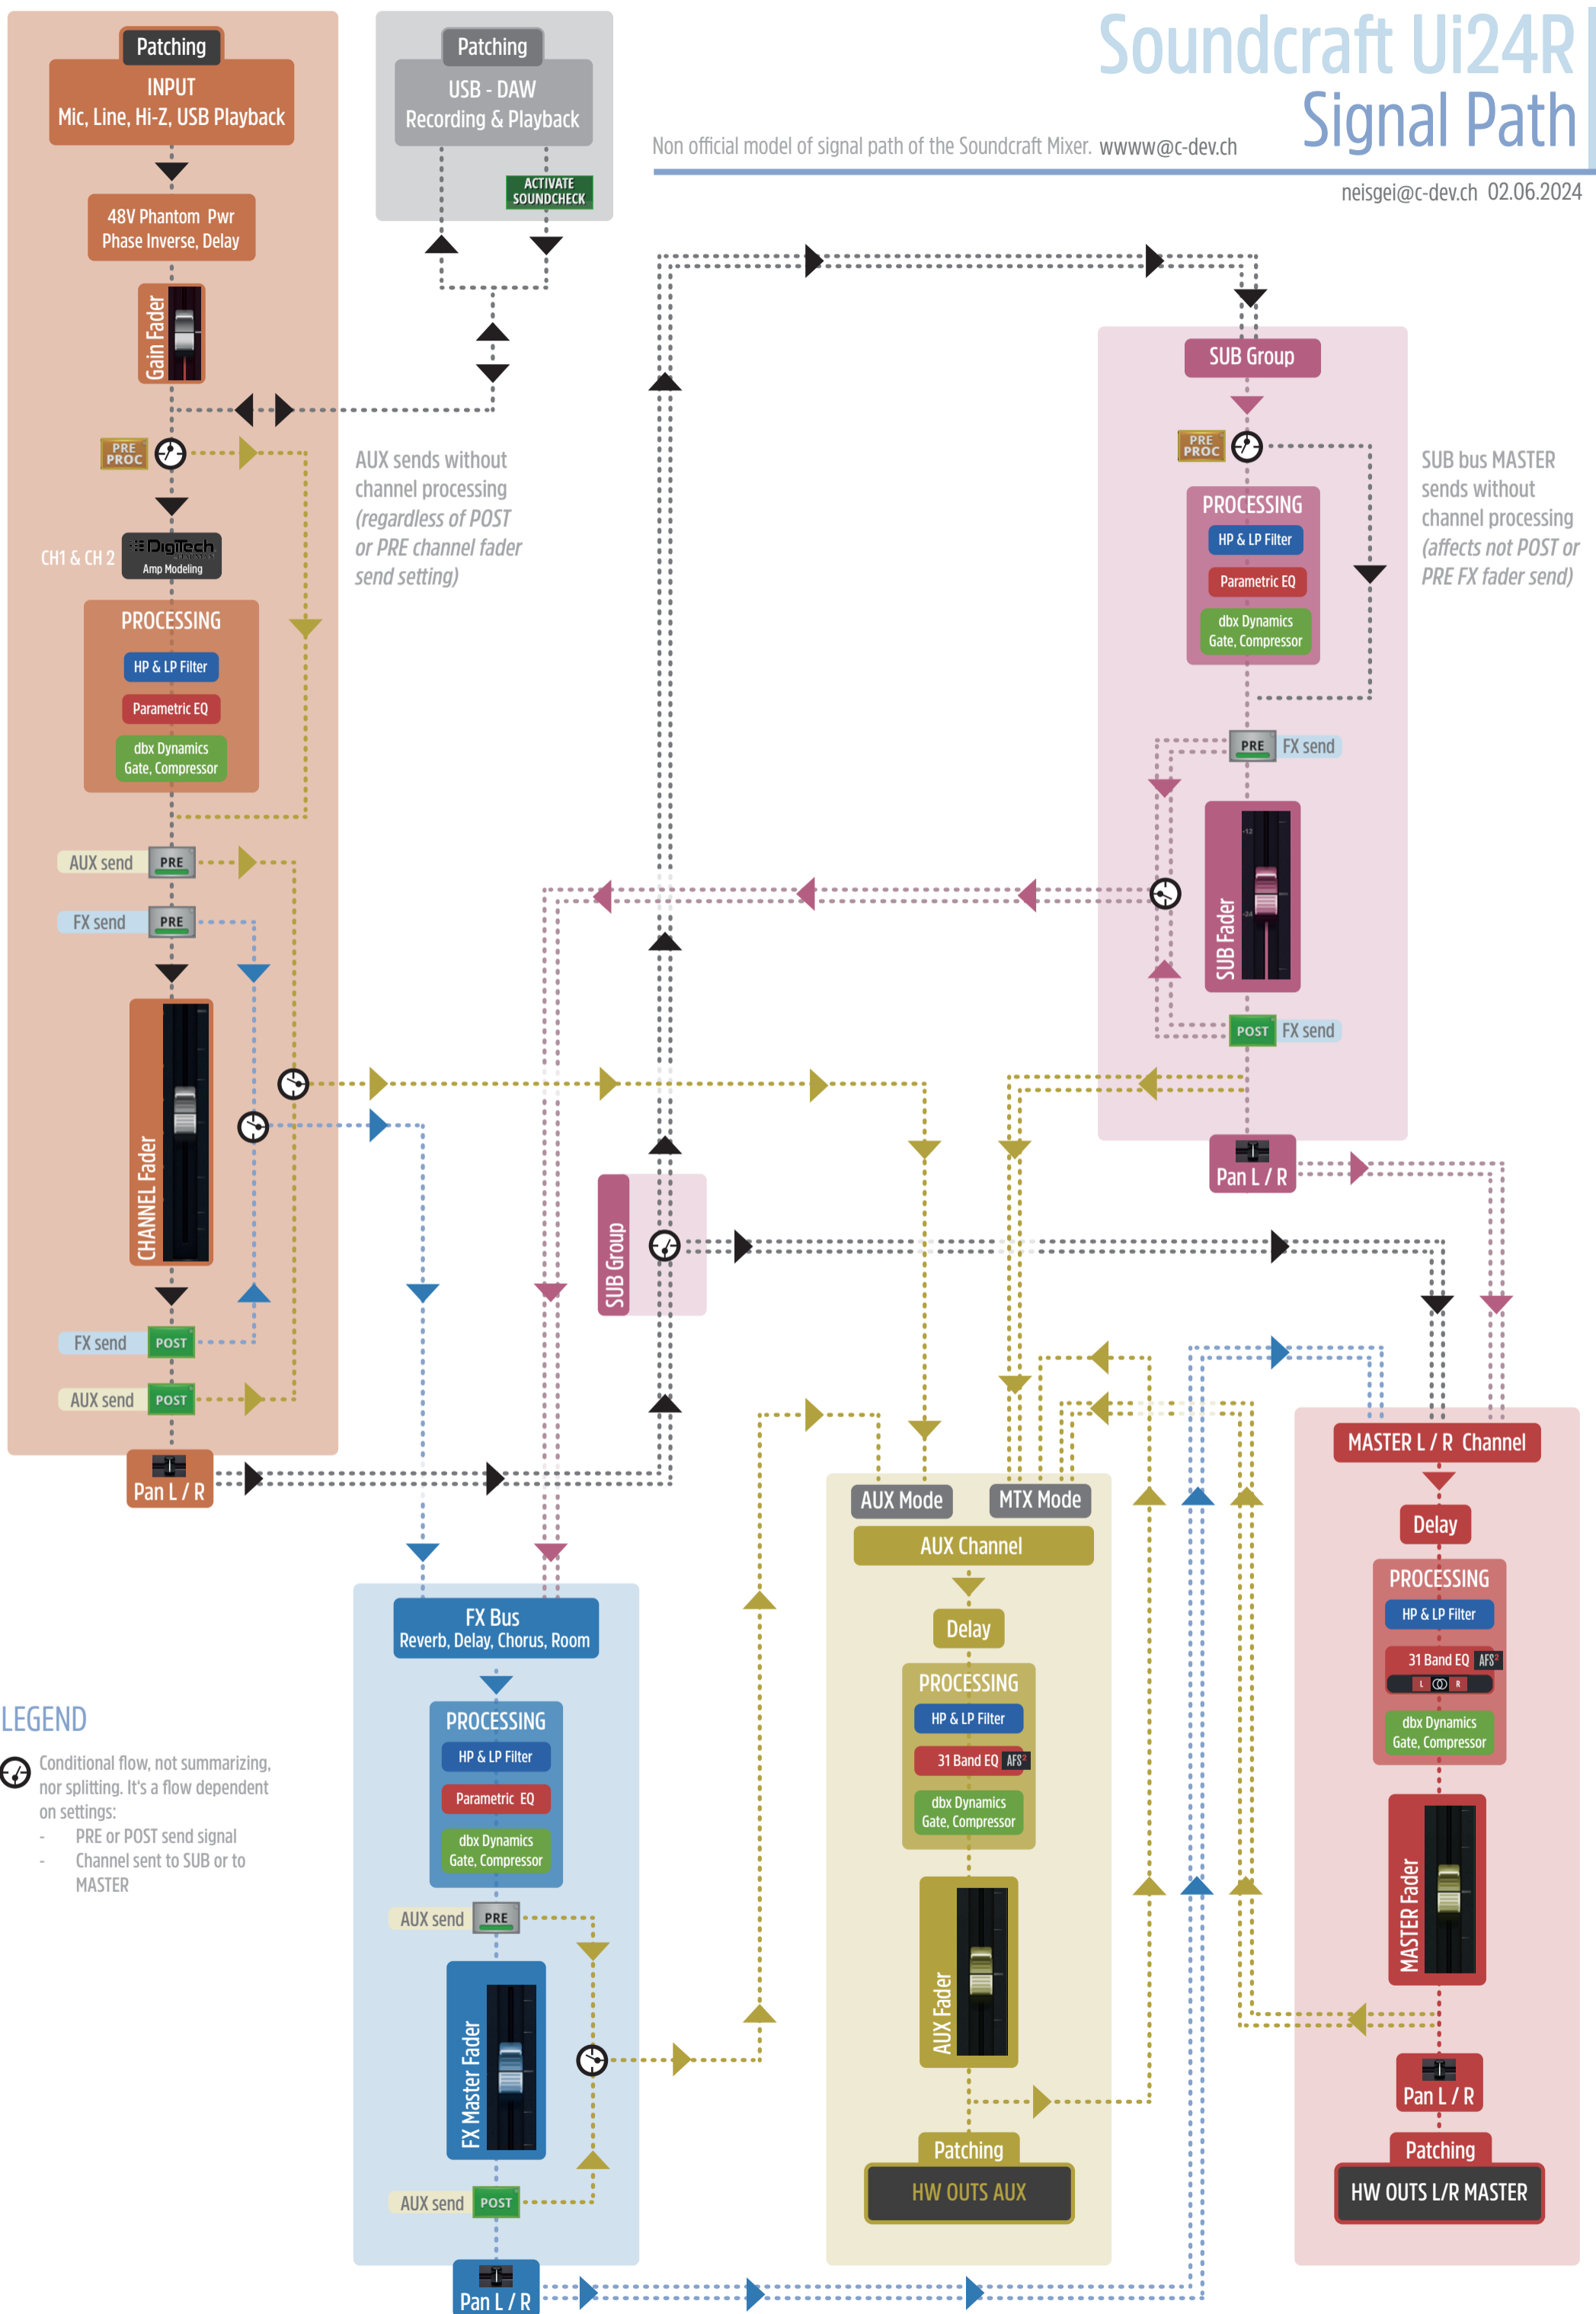 Soundcraft Ui24R
Signal Path
Non official model of signal path of the Soundcraft Mixer. wwww@c-dev.ch
neisgei@c-dev.ch 02.06.2024
Patching
INPUT
Mic, Line, Hi-Z, USB Playback
48V Phantom Pwr
Phase Inverse, Delay
Gain Fader
PRE
PROC
CH1 & CH 2
DigiTech
Amp Modeling
PROCESSING
HP & LP Filter
Parametric EQ
dbx Dynamics
Gate, Compressor
AUX send
PRE
FX send
PRE
CHANNEL Fader
FX send
POST
AUX send
POST
Pan L / R
Patching
USB - DAW
Recording & Playback
ACTIVATE
SOUNDCHECK
AUX sends without
channel processing
(regardless of POST
or PRE channel fader
send setting)
SUB Group
PRE
PROC
PROCESSING
HP & LP Filter
Parametric EQ
dbx Dynamics
Gate, Compressor
PRE
FX send
-12
-24
SUB Fader
POST
FX send
Pan L / R
SUB bus MASTER
sends without
channel processing
(affects not POST or
PRE FX fader send)
SUB Group
FX Bus
Reverb, Delay, Chorus, Room
PROCESSING
HP & LP Filter
Parametric EQ
dbx Dynamics
Gate, Compressor
AUX send
PRE
FX Master Fader
AUX send
POST
Pan L / R
AUX Mode
MTX Mode
AUX Channel
Delay
PROCESSING
HP & LP Filter
31 Band EQ
AFS2
dbx Dynamics
Gate, Compressor
AUX Fader
Patching
HW OUTS AUX
MASTER L / R Channel
Delay
PROCESSING
HP & LP Filter
31 Band EQ
AFS2
L
R
dbx Dynamics
Gate, Compressor
MASTER Fader
Pan L / R
Patching
HW OUTS L/R MASTER
LEGEND
Conditional flow, not summarizing,
nor splitting. It's a flow dependent
on settings:
- PRE or POST send signal
- Channel sent to SUB or to
MASTER